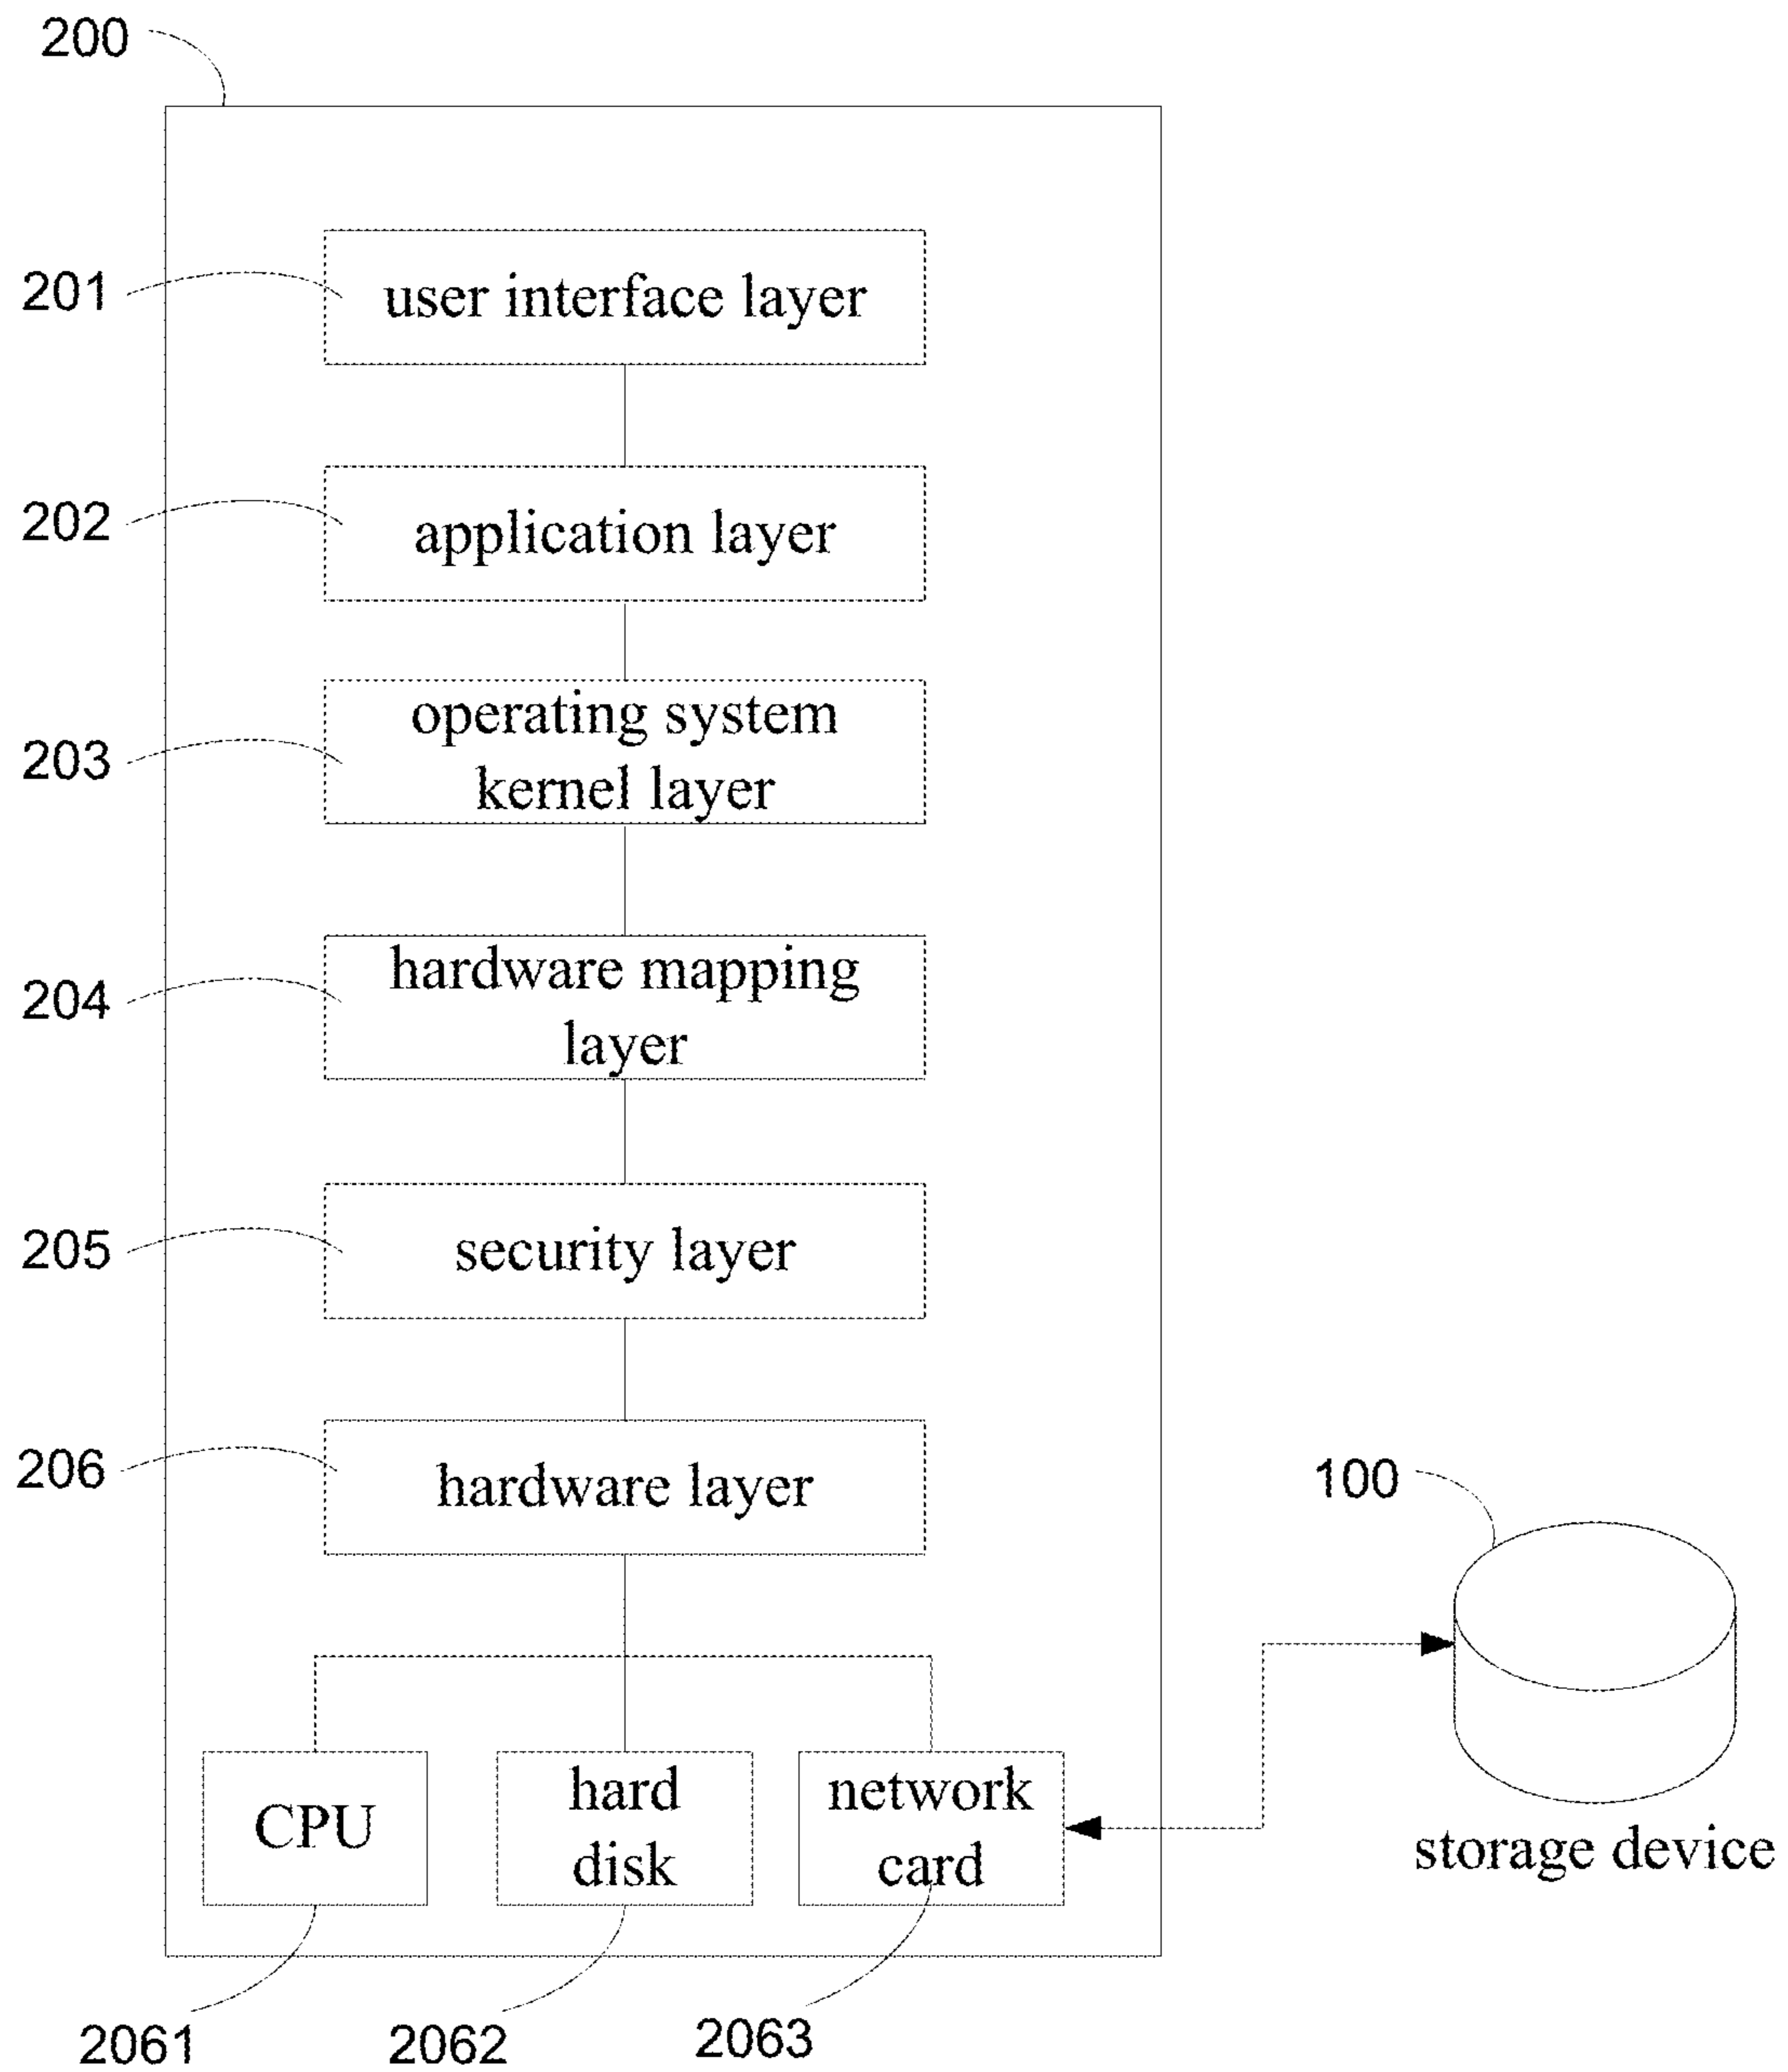 200
201
user interface layer
202
application layer
203
operating system
kernel layer
204
hardware mapping
layer
205
security layer
206
hardware layer
100
CPU
hard
disk
network
card
storage device
2061
2062
2063